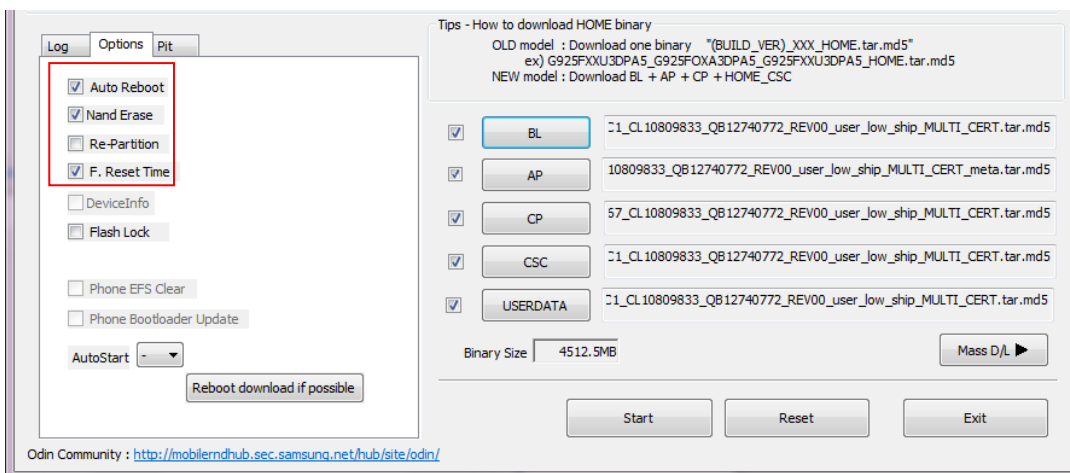 Log Options Pit
Auto Reboot
Nand Erase
Re-Partition
F. Reset Time
DeviceInfo
Flash Lock
Phone EFS Clear
Phone Bootloader Update
AutoStart -
Reboot download if possible
Tips - How to download HOME binary
OLD model : Download one binary "(BUILD_VER)_XXX_HOME.tar.md5"
ex) G925FXXU3DPA5_G925FOXA3DPA5_G925FXXU3DPA5_HOME.tar.md5
NEW model : Download BL + AP + CP + HOME_CSC
BL C1_CL10809833_QB12740772_REV00_user_low_ship_MULTI_CERT.tar.md5
AP 10809833_QB12740772_REV00_user_low_ship_MULTI_CERT_meta.tar.md5
CP 57_CL10809833_QB12740772_REV00_user_low_ship_MULTI_CERT.tar.md5
CSC C1_CL10809833_QB12740772_REV00_user_low_ship_MULTI_CERT.tar.md5
USERDATA C1_CL10809833_QB12740772_REV00_user_low_ship_MULTI_CERT.tar.md5
Binary Size 4512.5MB Mass D/L ▶
Start Reset Exit
Odin Community : http://mobilerndhub.sec.samsung.net/hub/site/odin/